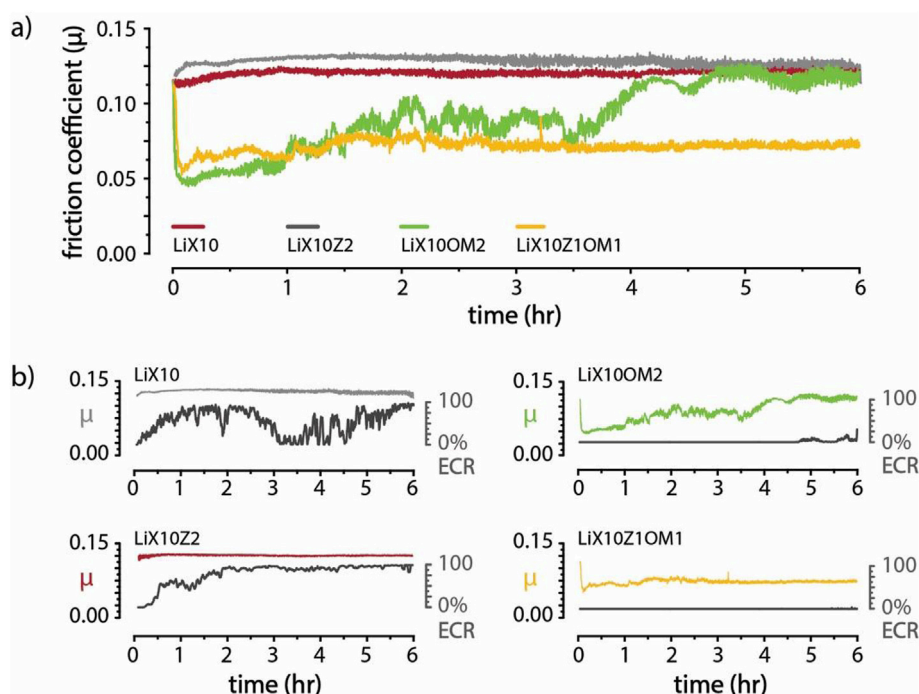 a)
friction coefficient (μ)
0.15
0.10
0.05
0.00
LiX10 LiX10Z2 LiX10OM2 LiX10Z1OM1
0 1 2 3 4 5 6
time (hr)
b)
LiX10
0.15
μ
0.00
100
0%
ECR
0 1 2 3 4 5 6
LiX10OM2
0.15
μ
0.00
100
0%
ECR
0 1 2 3 4 5 6
LiX10Z2
0.15
μ
0.00
100
0%
ECR
0 1 2 3 4 5 6
time (hr)
LiX10Z1OM1
0.15
μ
0.00
100
0%
ECR
0 1 2 3 4 5 6
time (hr)